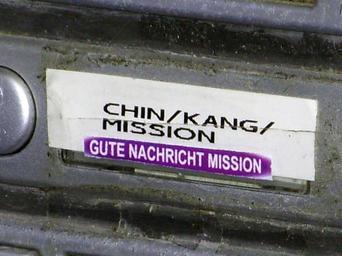 CHIN/KANG/
MISSION
GUTE NACHRICHT MISSION